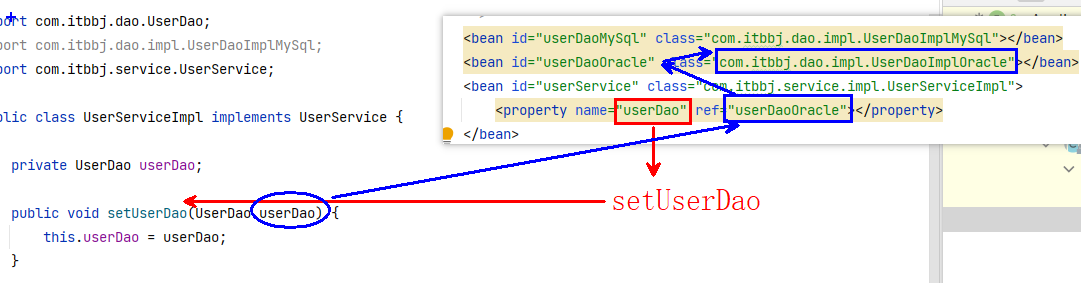 port com.itbbj.dao.UserDao;
port com.itbbj.dao.impl.UserDaoImplMySql;
port com.itbbj.service.UserService;
blic class UserServiceImpl implements UserService {
private UserDao userDao;
public void setUserDao(UserDao userDao) {
this.userDao = userDao;
}
<bean id="userDaoMySql" class="com.itbbj.dao.impl.UserDaoImplMySql"></bean>
<bean id="userDaoOracle" class="com.itbbj.dao.impl.UserDaoImplOracle"></bean>
<bean id="userService" class="com.itbbj.service.impl.UserServiceImpl">
<property name="userDao" ref="userDaoOracle"></property>
</bean>
setUserDao